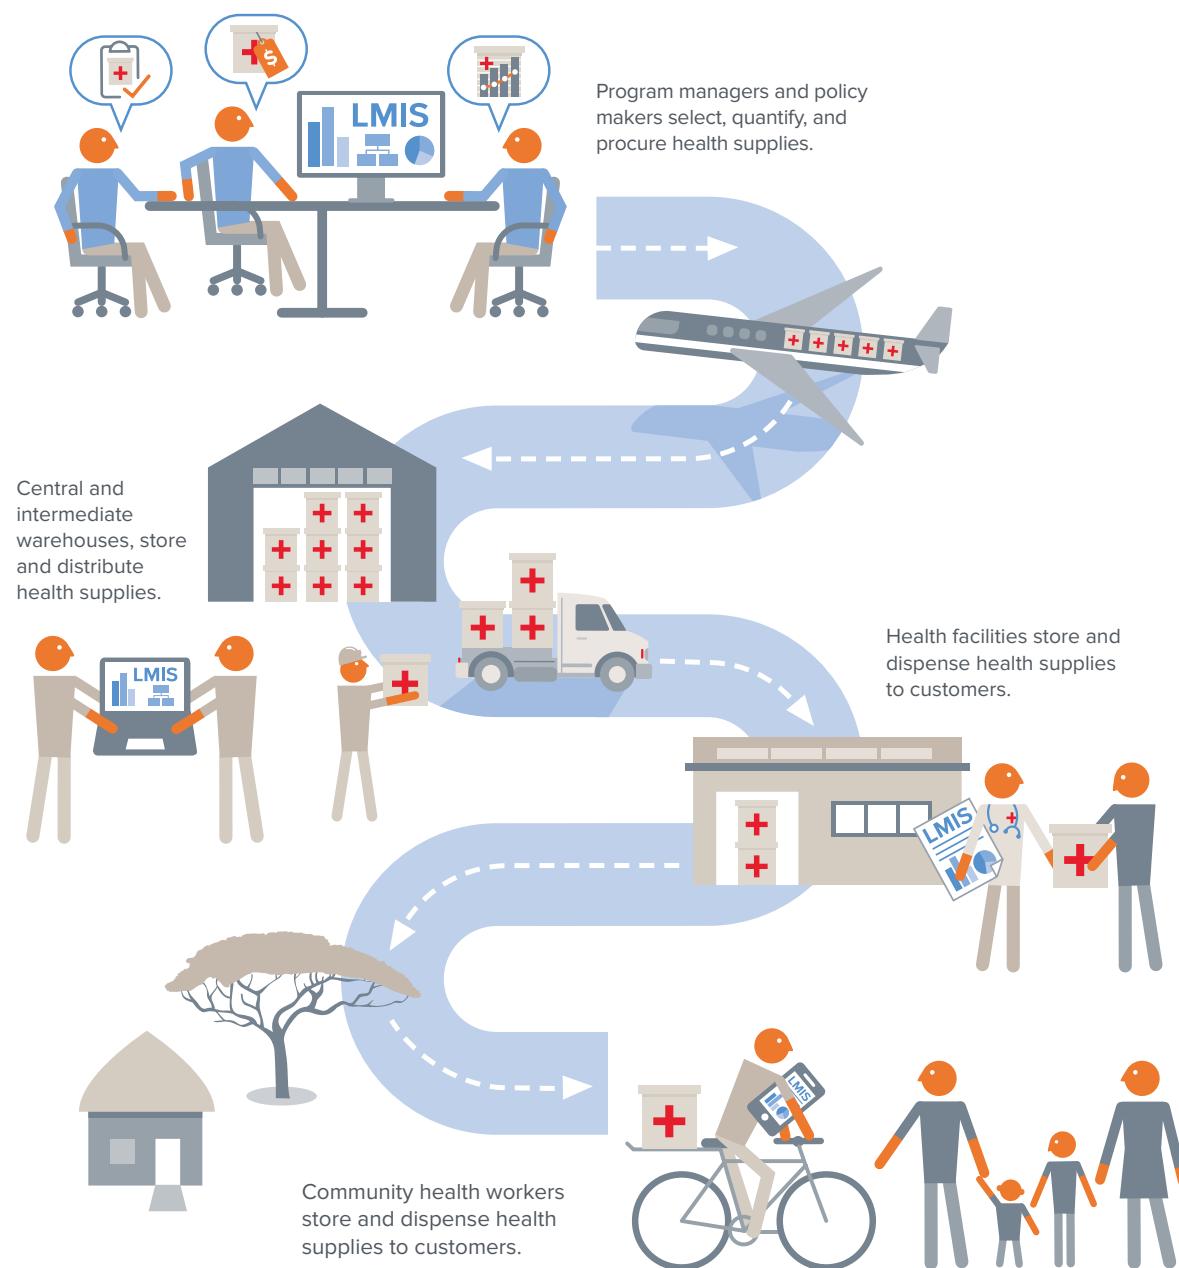 $
LMIS
Program managers and policy
makers select, quantify, and
procure health supplies.
Central and
intermediate
warehouses, store
and distribute
health supplies.
LMIS
Health facilities store and
dispense health supplies
to customers.
LMIS
LMIS
Community health workers
store and dispense health
supplies to customers.